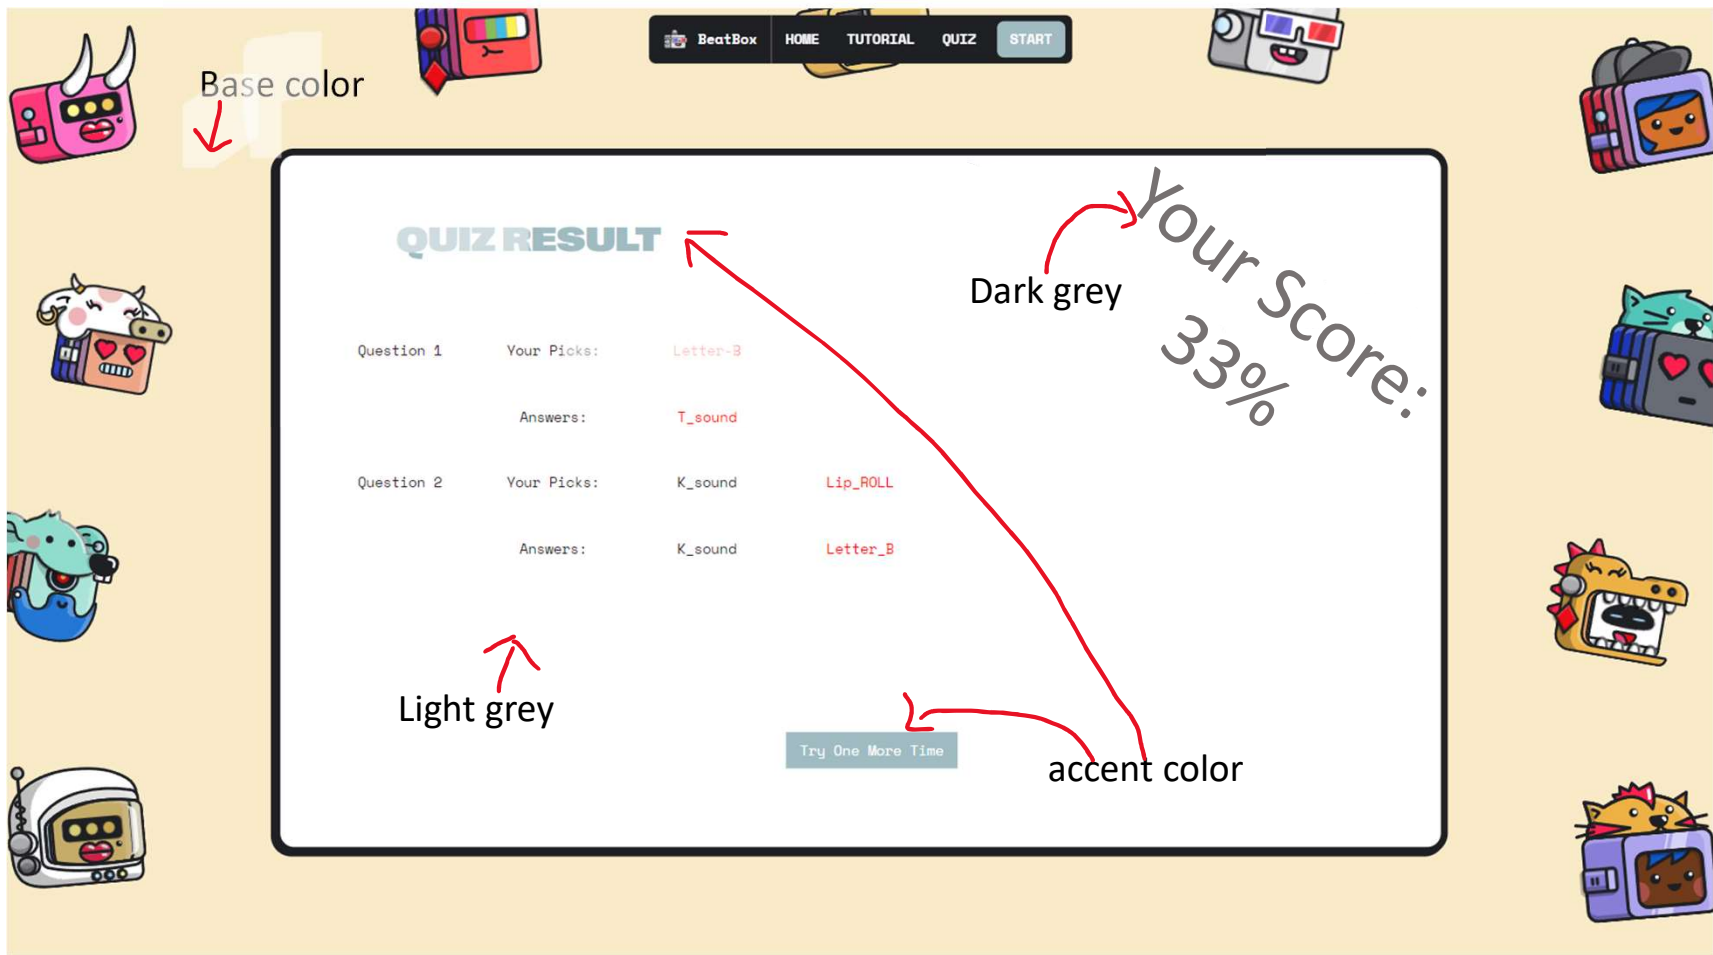 BeatBox HOME TUTORIAL QUIZ START
Base color
QUIZ RESULT
Your Score:
33%
Dark grey
Question 1 Your Picks: Letter-B
Answers: T_sound
Question 2 Your Picks: K_sound Lip_ROLL
Answers: K_sound Letter_B
Light grey
Try One More Time
accent color